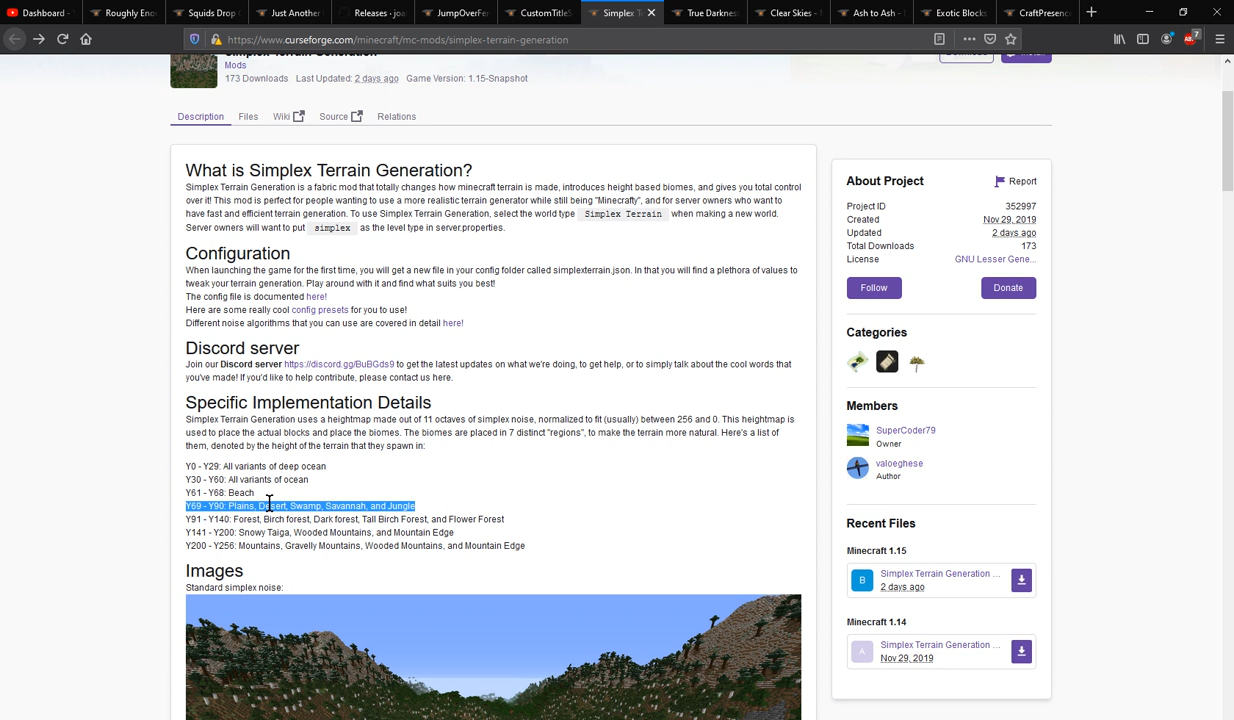 Dashboard -
Roughly Eno
Squids Drop
Just Another
Releases · joa
JumpOverFer
CustomTitleS
Simplex T
True Darkness
Clear Skies -
Ash to Ash -
Exotic Blocks
CraftPresence
https://www.curseforge.com/minecraft/mc-mods/simplex-terrain-generation
7
Mods
173 Downloads Last Updated: 2 days ago Game Version: 1.15-Snapshot
Description Files Wiki Source Relations
What is Simplex Terrain Generation?
Simplex Terrain Generation is a fabric mod that totally changes how minecraft terrain is made, introduces height based biomes, and gives you total control
over it! This mod is perfect for people wanting to use a more realistic terrain generator while still being "Minecrafty", and for server owners who want to
have fast and efficient terrain generation. To use Simplex Terrain Generation, select the world type Simplex Terrain when making a new world.
Server owners will want to put simplex as the level type in server.properties.
Configuration
When launching the game for the first time, you will get a new file in your config folder called simplexterrain.json. In that you will find a plethora of values to
tweak your terrain generation. Play around with it and find what suits you best!
The config file is documented here!
Here are some really cool config presets for you to use!
Different noise algorithms that you can use are covered in detail here!
Discord server
Join our Discord server https://discord.gg/BuBGds9 to get the latest updates on what we're doing, to get help, or to simply talk about the cool words that
you've made! If you'd like to help contribute, please contact us here.
Specific Implementation Details
Simplex Terrain Generation uses a heightmap made out of 11 octaves of simplex noise, normalized to fit (usually) between 256 and 0. This heightmap is
used to place the actual blocks and place the biomes. The biomes are placed in 7 distinct "regions", to make the terrain more natural. Here's a list of
them, denoted by the height of the terrain that they spawn in:
Y0 - Y29: All variants of deep ocean
Y30 - Y60: All variants of ocean
Y61 - Y68: Beach
Y69 - Y90: Plains, Desert, Swamp, Savannah, and Jungle
Y91 - Y140: Forest, Birch forest, Dark forest, Tall Birch Forest, and Flower Forest
Y141 - Y200: Snowy Taiga, Wooded Mountains, and Mountain Edge
Y200 - Y256: Mountains, Gravelly Mountains, Wooded Mountains, and Mountain Edge
Images
Standard simplex noise:
About Project
Report
Project ID 352997
Created Nov 29, 2019
Updated 2 days ago
Total Downloads 173
License GNU Lesser Gene...
Follow Donate
Categories
Members
SuperCoder79
Owner
valoeghese
Author
Recent Files
Minecraft 1.15
B Simplex Terrain Generation ...
2 days ago
Minecraft 1.14
A Simplex Terrain Generation ...
Nov 29, 2019